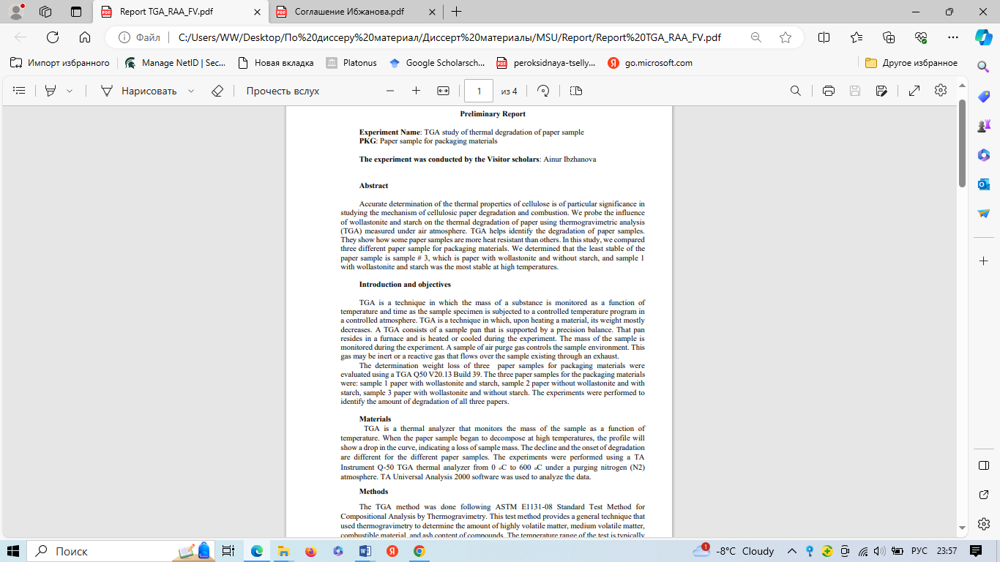 Report TGA_RAA_FV.pdf
Соглашение Ибжанова.pdf
Файл
C:/Users/WW/Desktop/По%20диссеру%20материал/Диссерт%20материалы/MSU/Report/Report%20TGA_RAA_FV.pdf
Импорт избранного
Manage NetID | Sec...
Новая вкладка
Platonus
Google Scholarsch...
peroksidnaya-tselly...
go.microsoft.com
Другое избранное
Нарисовать
Прочесть вслух
1
из 4
Preliminary Report
Experiment Name: TGA study of thermal degradation of paper sample
PKG: Paper sample for packaging materials
The experiment was conducted by the Visitor scholars: Ainur Ibzhanova
Abstract
Accurate determination of the thermal properties of cellulose is of particular significance in
studying the mechanism of cellulosic paper degradation and combustion. We probe the influence
of wollastonite and starch on the thermal degradation of paper using thermogravimetric analysis
(TGA) measured under air atmosphere. TGA helps identify the degradation of paper samples.
They show how some paper samples are more heat resistant than others. In this study, we compared
three different paper sample for packaging materials. We determined that the least stable of the
paper sample is sample # 3, which is paper with wollastonite and without starch, and sample 1
with wollastonite and starch was the most stable at high temperatures.
Introduction and objectives
TGA is a technique in which the mass of a substance is monitored as a function of
temperature and time as the sample specimen is subjected to a controlled temperature program in
a controlled atmosphere. TGA is a technique in which, upon heating a material, its weight mostly
decreases. A TGA consists of a sample pan that is supported by a precision balance. That pan
resides in a furnace and is heated or cooled during the experiment. The mass of the sample is
monitored during the experiment. A sample of air purge gas controls the sample environment. This
gas may be inert or a reactive gas that flows over the sample existing through an exhaust.
The determination weight loss of three paper samples for packaging materials were
evaluated using a TGA Q50 V20.13 Build 39. The three paper samples for the packaging materials
were: sample 1 paper with wollastonite and starch, sample 2 paper without wollastonite and with
starch, sample 3 paper with wollastonite and without starch. The experiments were performed to
identify the amount of degradation of all three papers.
Materials
TGA is a thermal analyzer that monitors the mass of the sample as a function of
temperature. When the paper sample began to decompose at high temperatures, the profile will
show a drop in the curve, indicating a loss of sample mass. The decline and the onset of degradation
are different for the different paper samples. The experiments were performed using a TA
Instrument Q-50 TGA thermal analyzer from 0 oC to 600 oC under a purging nitrogen (N2)
atmosphere. TA Universal Analysis 2000 software was used to analyze the data.
Methods
The TGA method was done following ASTM E1131-08 Standard Test Method for
Compositional Analysis by Thermogravimetry. This test method provides a general technique that
used thermogravimetry to determine the amount of highly volatile matter, medium volatile matter,
combustible material, and ash content of compounds. The temperature range of the test is typically
Поиск
1
-8°C Cloudy
РУС
23:57